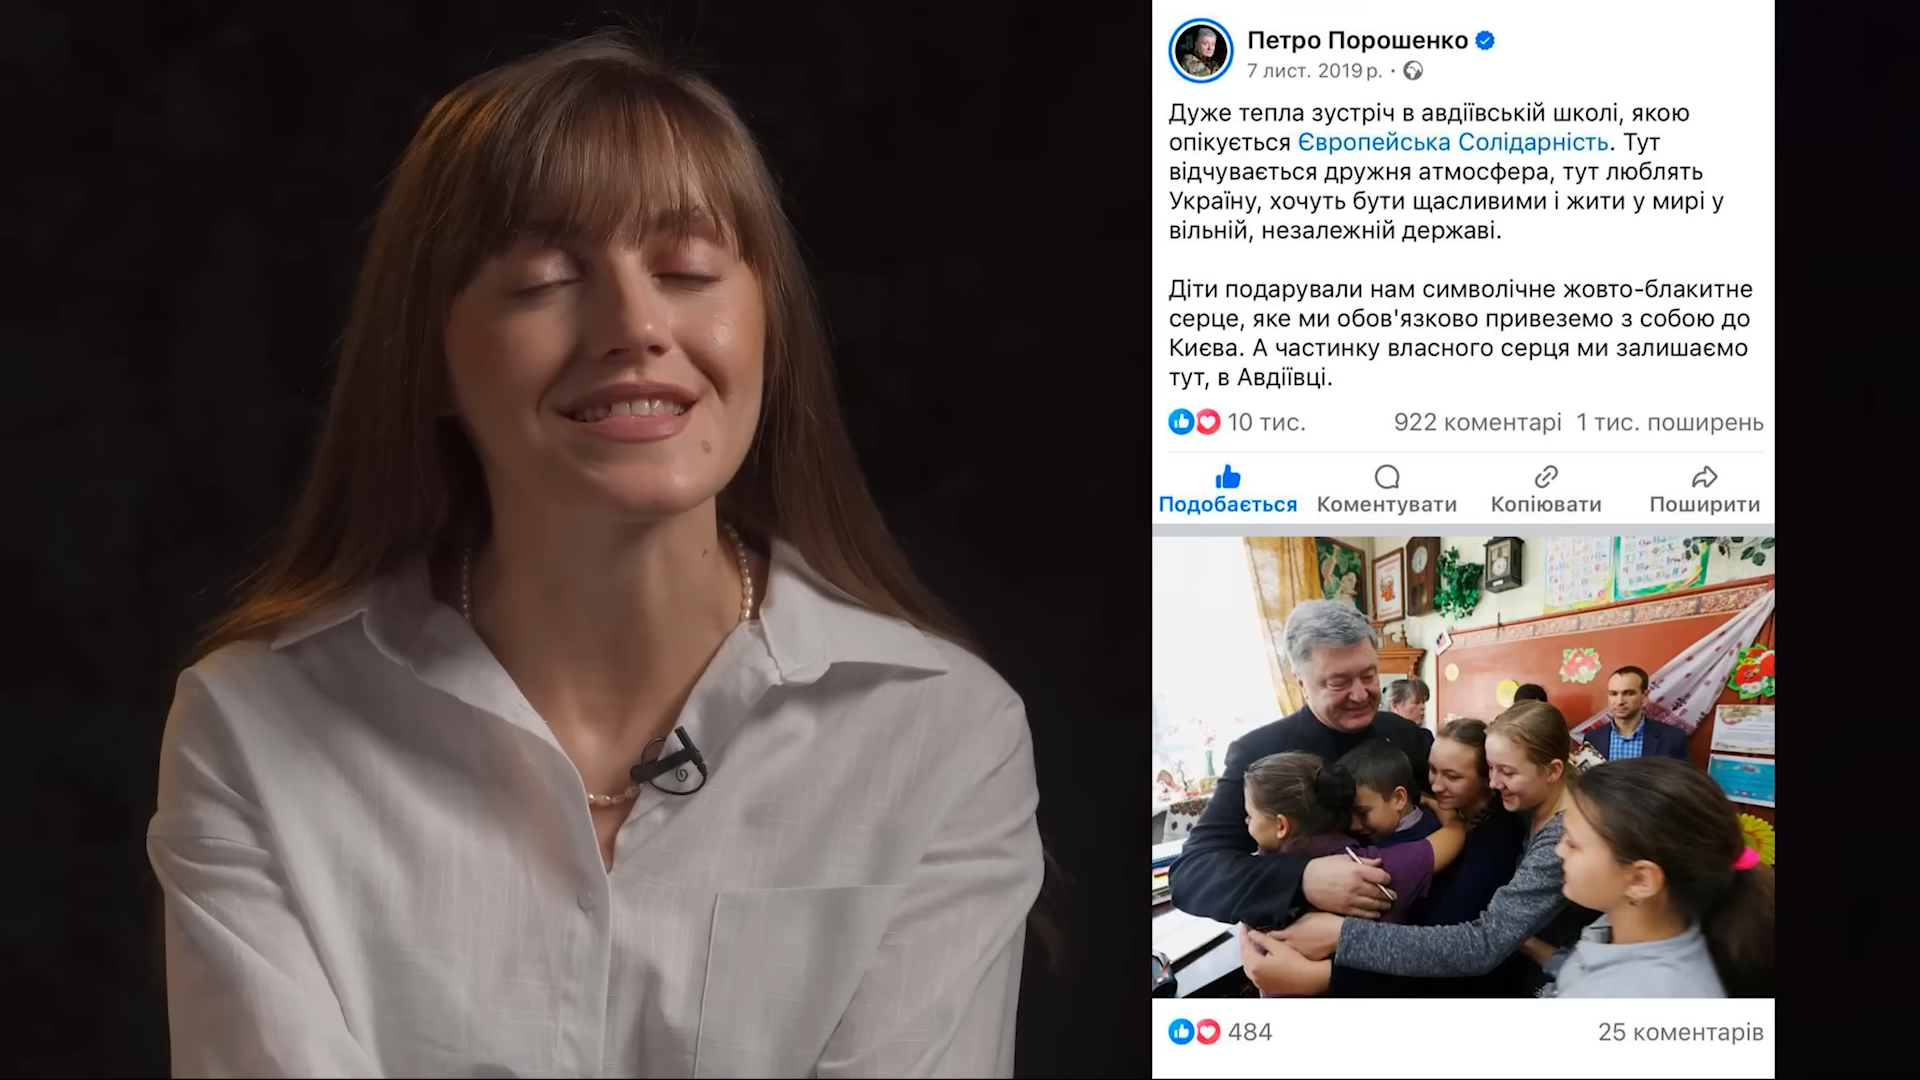 Петро Порошенко
7 лист. 2019 р. ·
Дуже тепла зустріч в авдіївській школі, якою
опікується Європейська Солідарність. Тут
відчувається дружня атмосфера, тут люблять
Україну, хочуть бути щасливими і жити у мирі у
вільній, незалежній державі.
Діти подарували нам символічне жовто-блакитне
серце, яке ми обов'язково привеземо з собою до
Києва. А частинку власного серця ми залишаємо
тут, в Авдіївці.
10 тис. 922 коментарі 1 тис. поширень
Подобається Коментувати Копіювати Поширити
484 25 коментарів